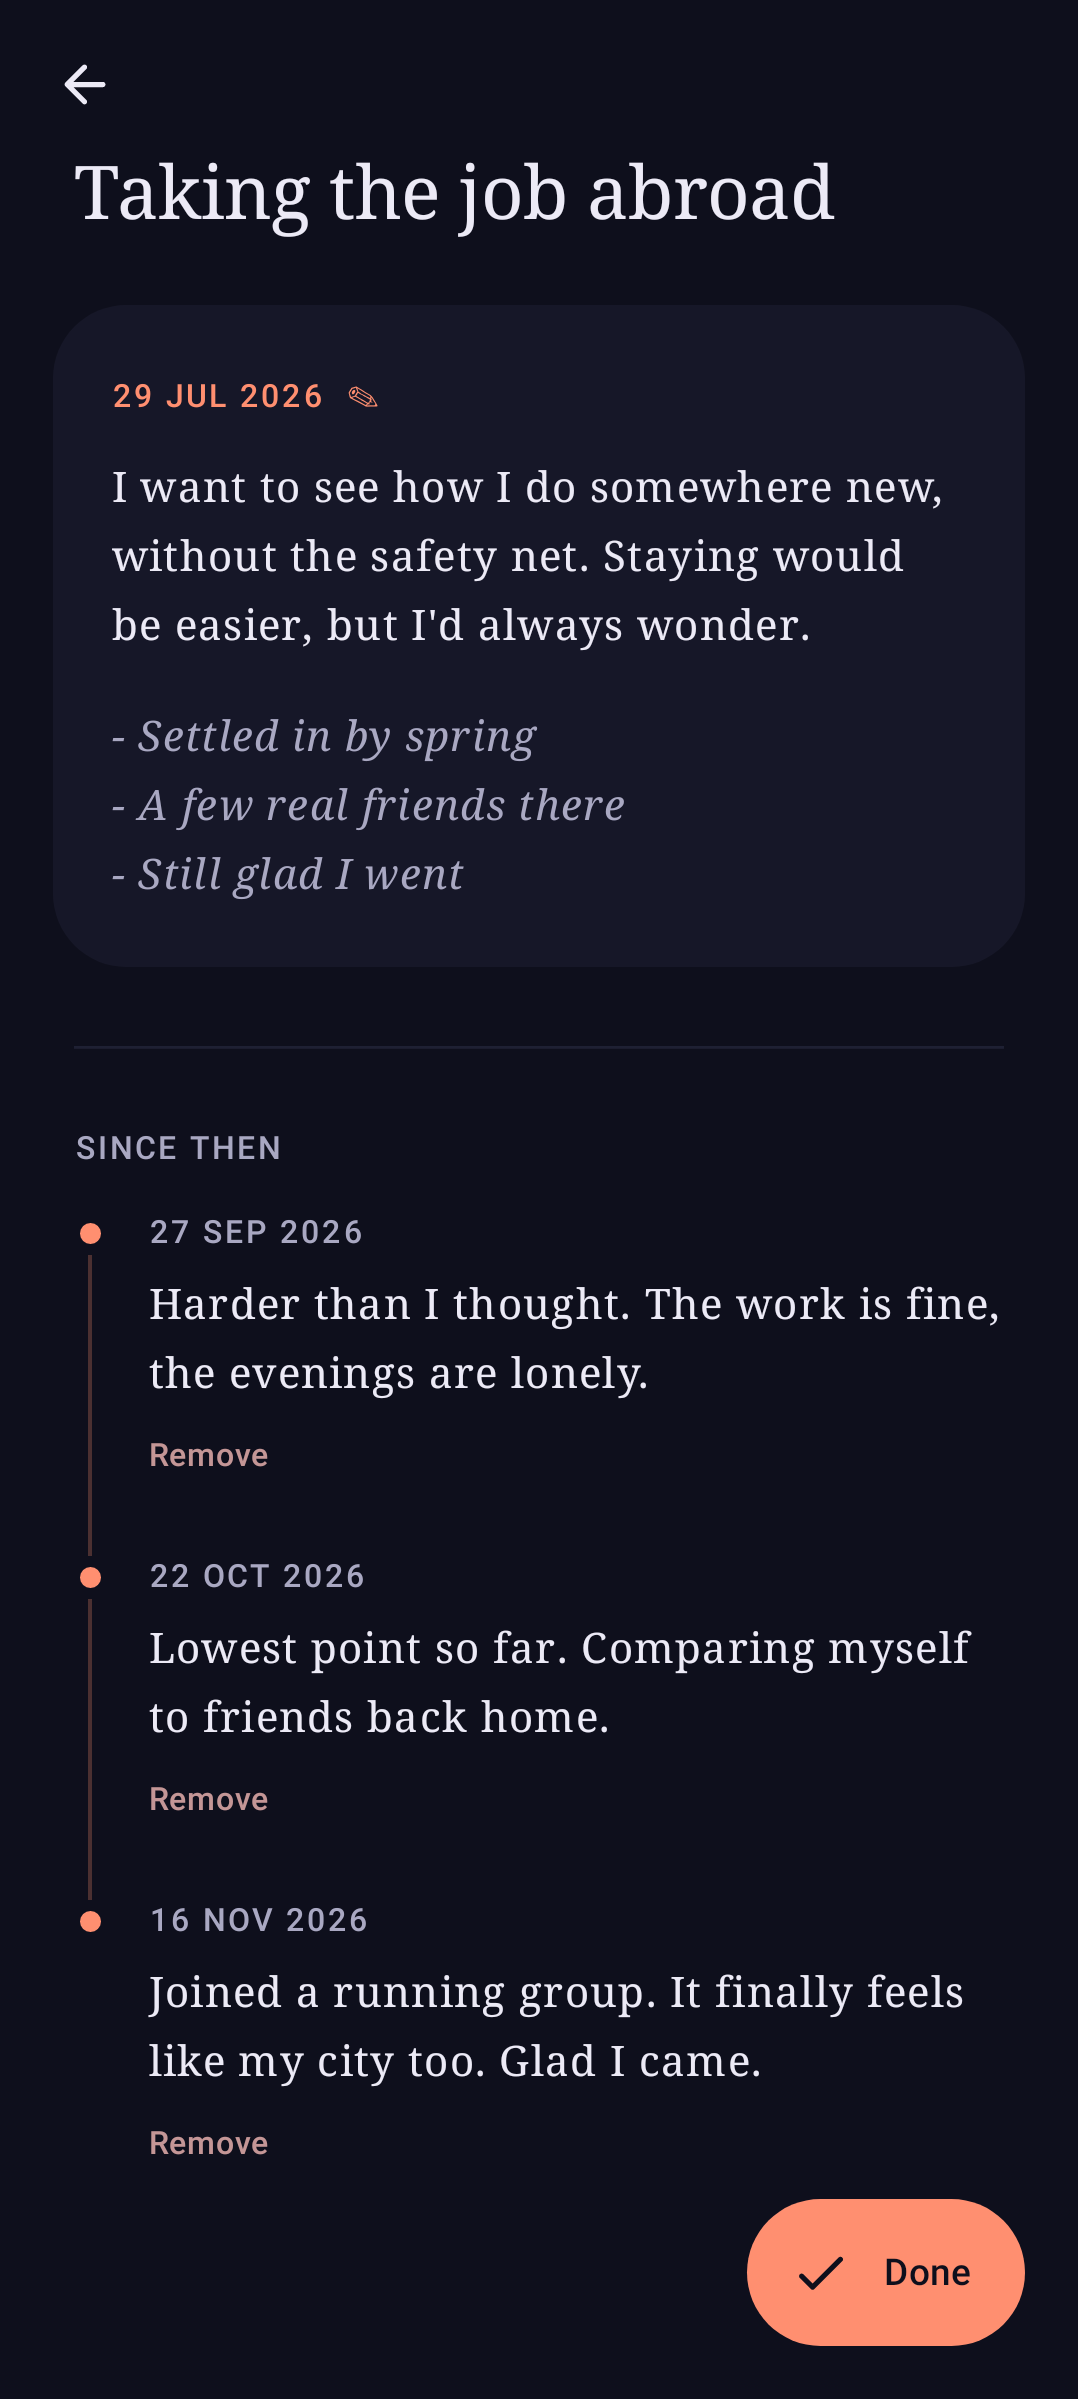 Taking the job abroad
29 JUL 2026
I want to see how I do somewhere new,
without the safety net. Staying would
be easier, but I'd always wonder.
- Settled in by spring
- A few real friends there
- Still glad I went
SINCE THEN
27 SEP 2026
Harder than I thought. The work is fine,
the evenings are lonely.
Remove
22 OCT 2026
Lowest point so far. Comparing myself
to friends back home.
Remove
16 NOV 2026
Joined a running group. It finally feels
like my city too. Glad I came.
Remove
Done